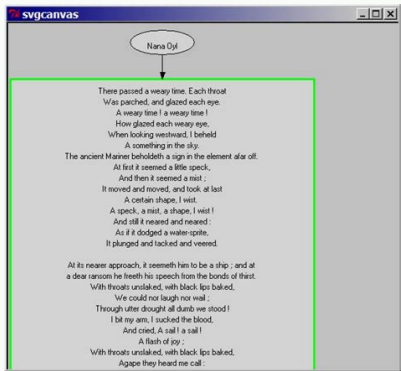 svgcanvas
Nana Oyl
There passed a weary time. Each throat
Was parched, and glazed each eye.
A weary time ! a weary time !
How glazed each weary eye,
When looking westward, I beheld
A something in the sky.
The ancient Mariner beholdeth a sign in the element afar off.
At first it seemed a little speck,
And then it seemed a mist ;
It moved and moved, and took at last
A certain shape, I wist.
A speck, a mist, a shape, I wist !
And still it neared and neared :
As if it dodged a water-sprite,
It plunged and tacked and veered.
At its nearer approach, it seemeth him to be a ship ; and at
a dear ransom he freeth his speech from the bonds of thirst.
With throats unslaked, with black lips baked,
We could nor laugh nor wail ;
Through utter drought all dumb we stood !
I bit my arm, I sucked the blood,
And cried, A sail ! a sail !
A flash of joy ;
With throats unslaked, with black lips baked,
Agape they heard me call :